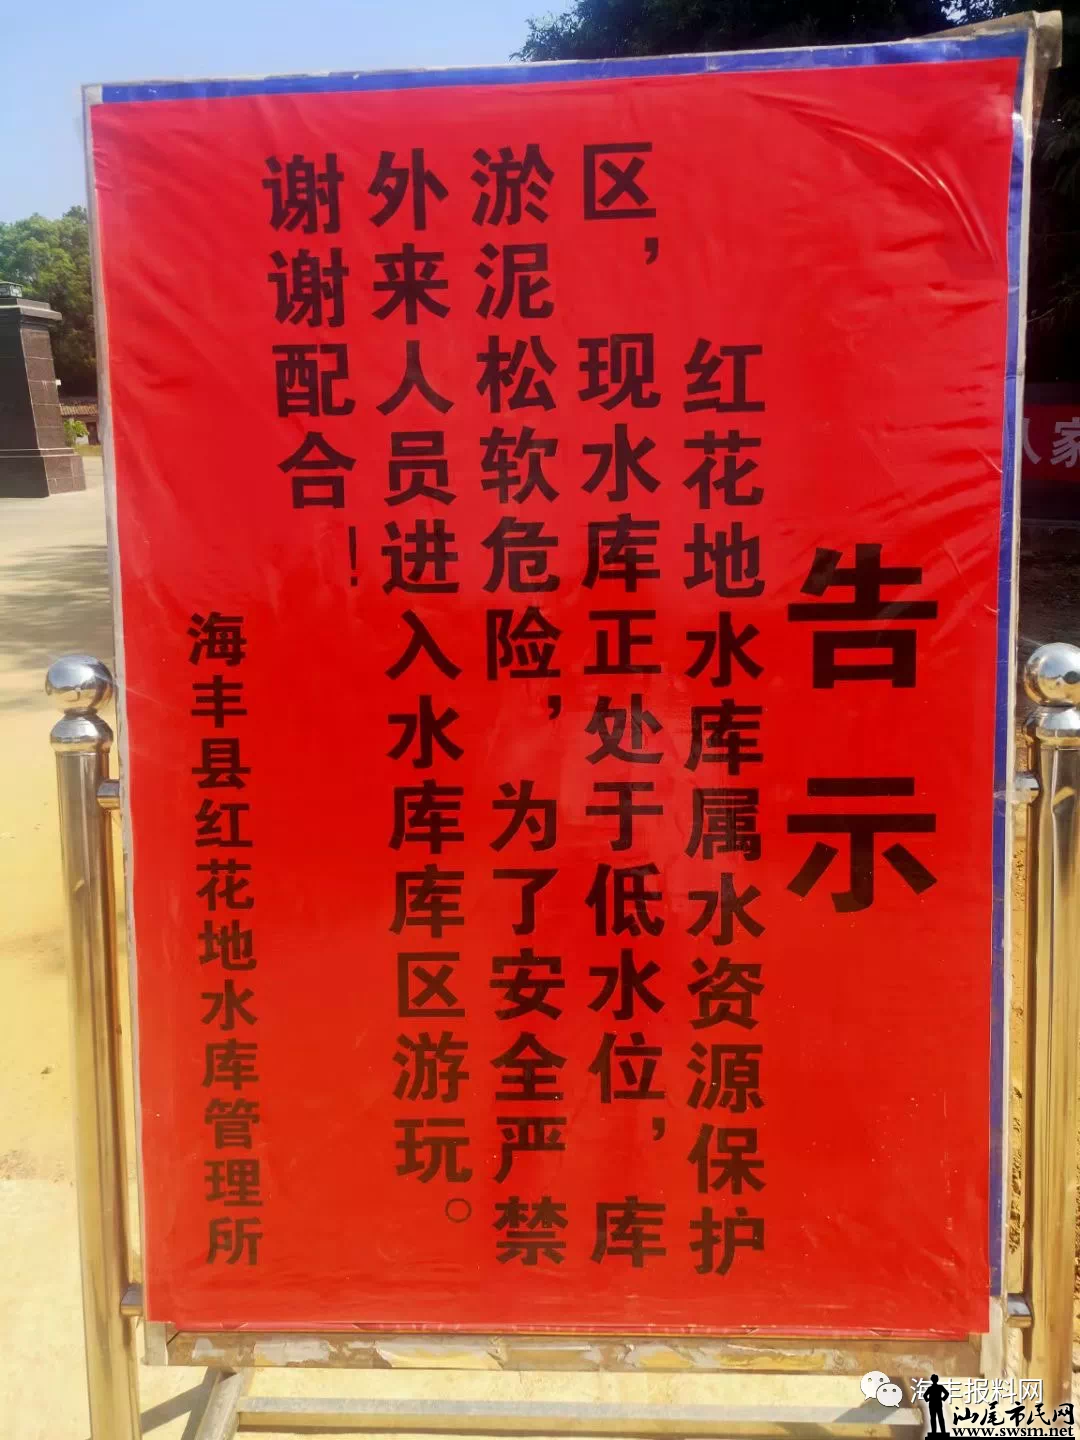 告示
红花地水库属水资源保护
区，现水库正处于低水位，库
淤泥松软危险，为了安全严禁
外来人员进入水库库区游玩。
谢谢配合！
海丰县红花地水库管理所
家
海丰报料网
汕尾市民网
www.swsm.net